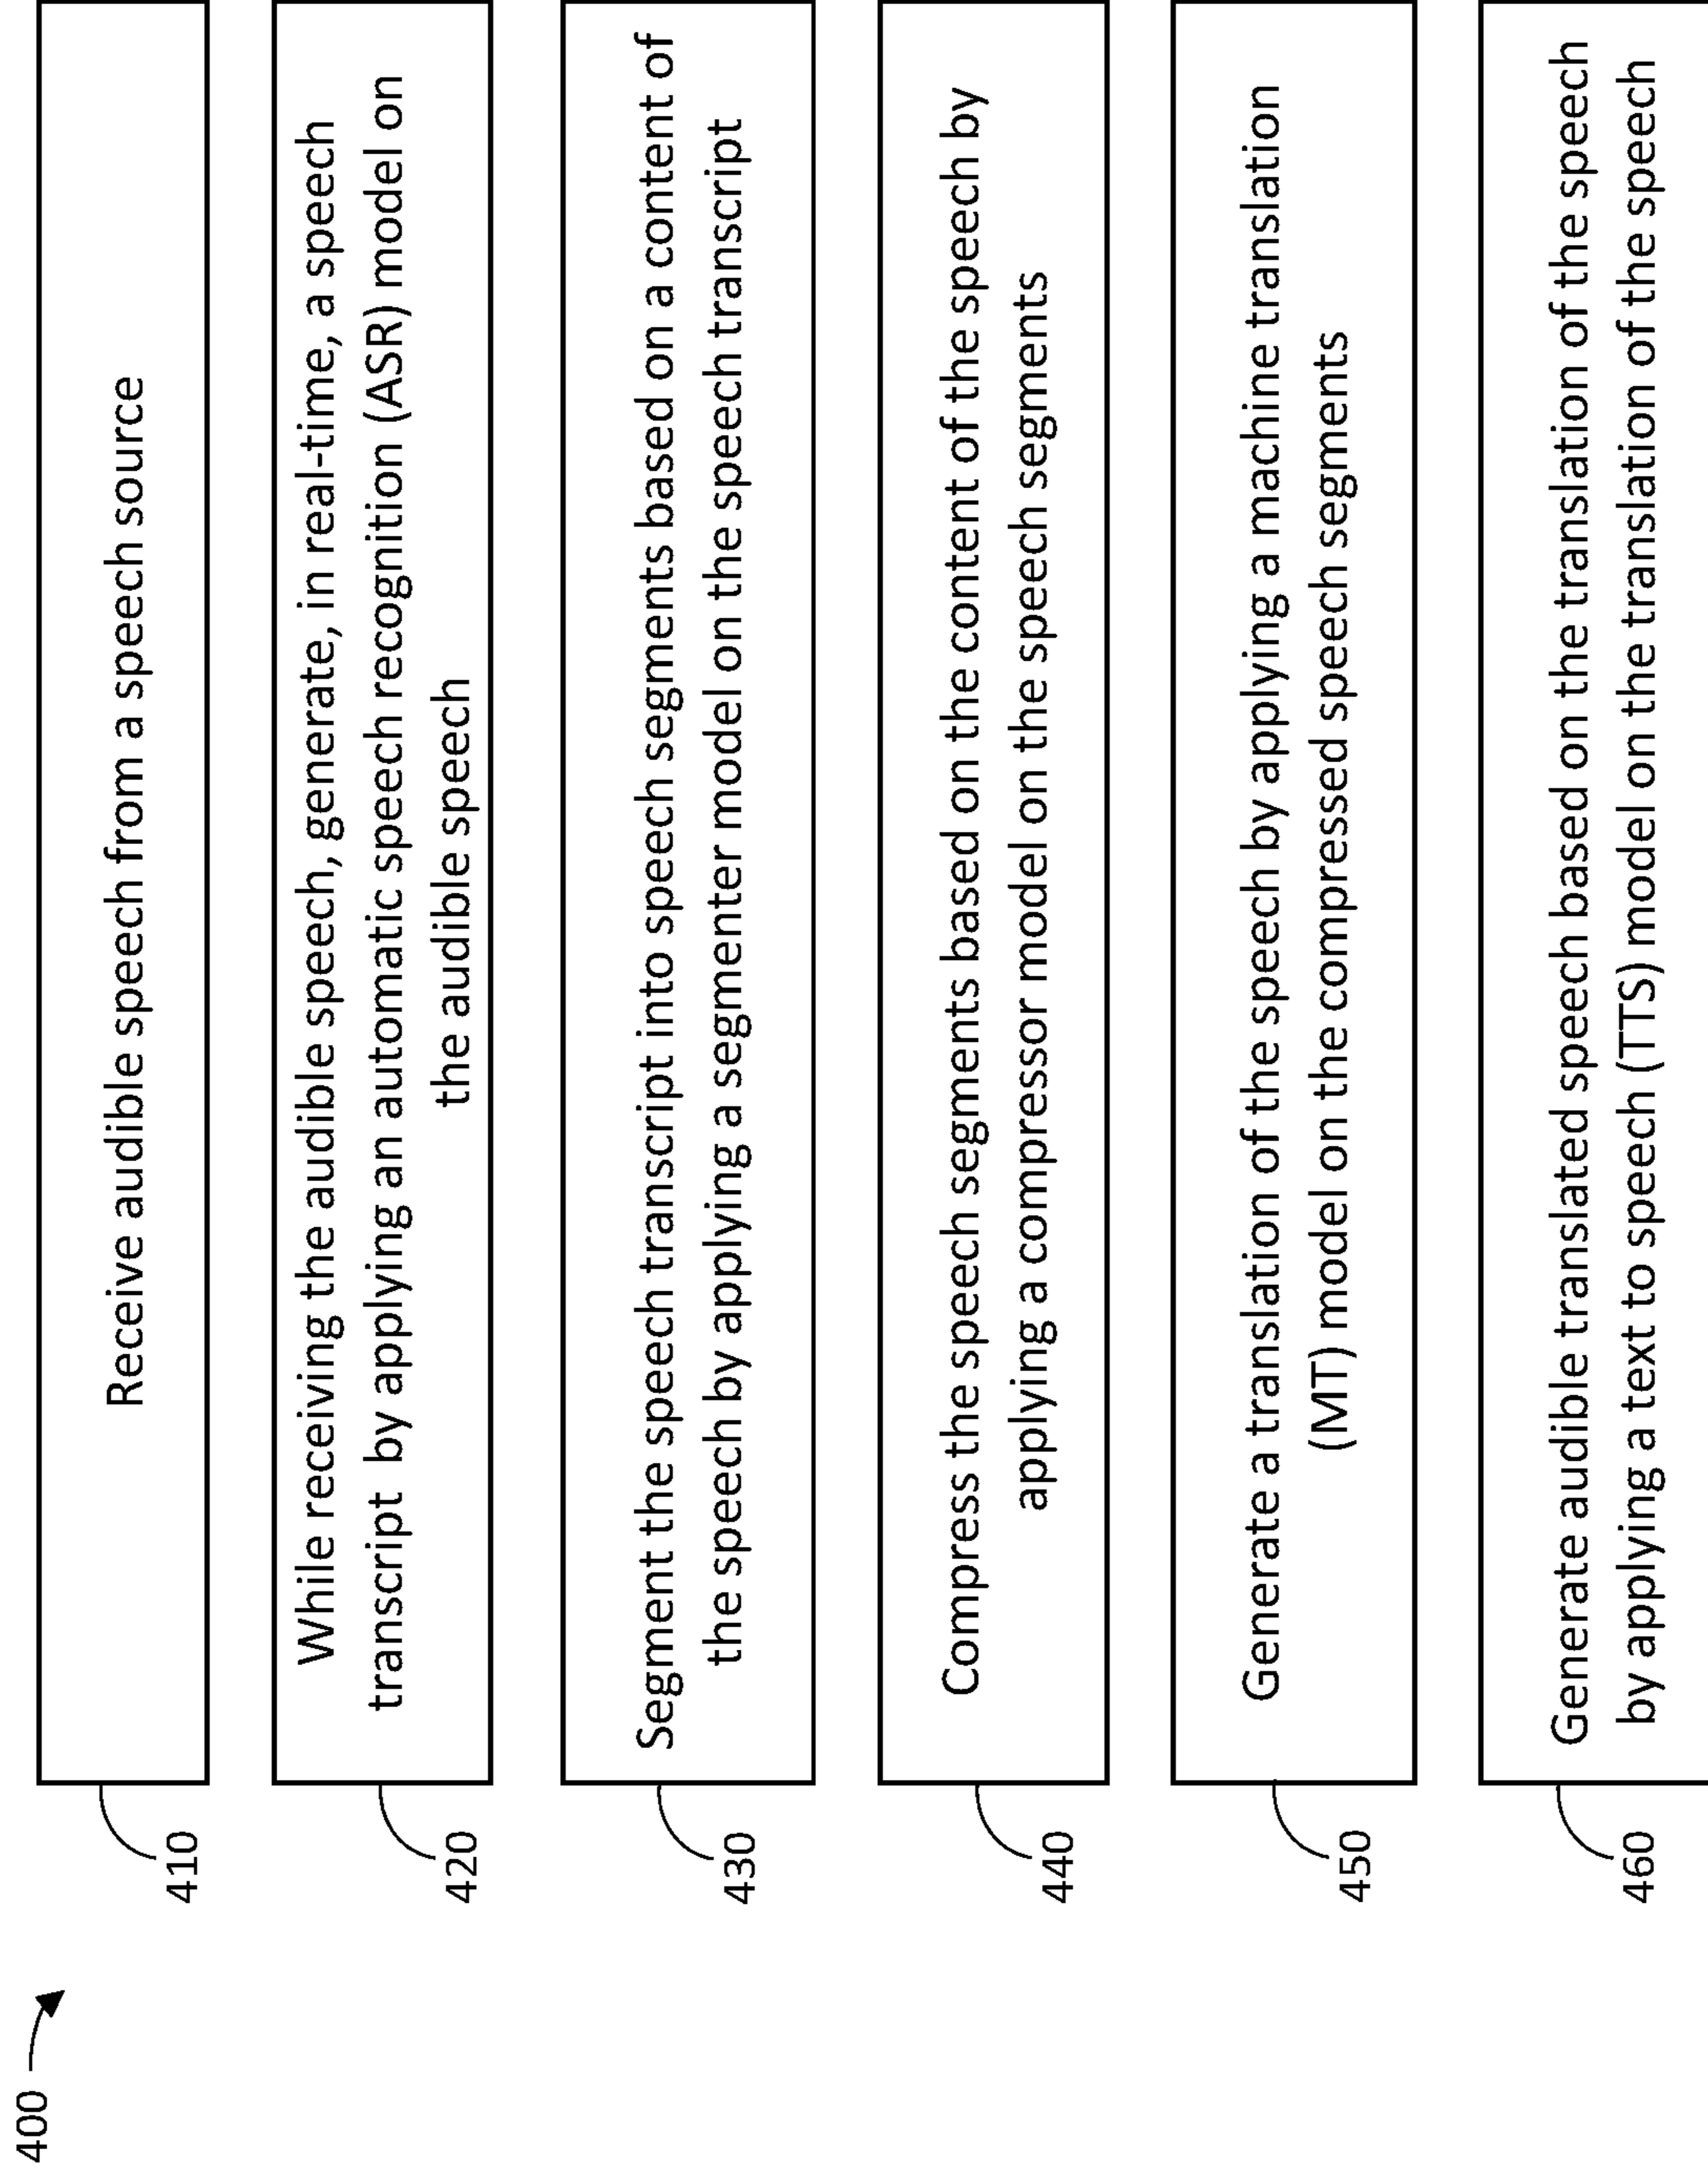 400
410
Receive audible speech from a speech source
420
While receiving the audible speech, generate, in real-time, a speech
transcript by applying an automatic speech recognition (ASR) model on
the audible speech
430
Segment the speech transcript into speech segments based on a content of
the speech by applying a segmenter model on the speech transcript
440
Compress the speech segments based on the content of the speech by
applying a compressor model on the speech segments
450
Generate a translation of the speech by applying a machine translation
(MT) model on the compressed speech segments
460
Generate audible translated speech based on the translation of the speech
by applying a text to speech (TTS) model on the translation of the speech